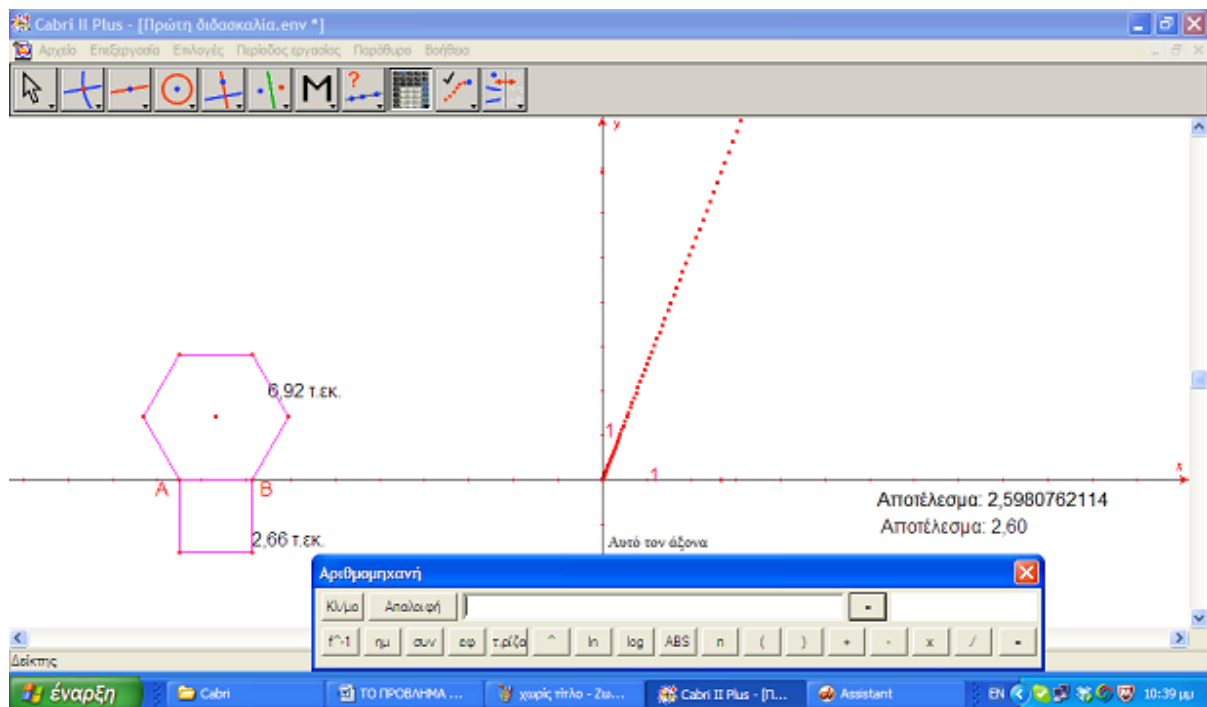 Cabri II Plus - [Πρώτη διδασκαλία.env *]
Αρχείο Επεξεργασία Επιλογές Περίοδος εργασίας Παράθυρο Βοήθεια
M ?
y
6,92 τ.εκ.
1
1
x
A B
Αποτέλεσμα: 2,5980762114
Αποτέλεσμα: 2,60
2,66 τ.εκ.
Αυτό τον άξονα
Αριθμομηχανή
Κλ/μο Απαλοιφή =
f^-1 ημ συν εφ τ.ρίζα ^ ln log ABS π ( ) + - x / =
Δείκτης
έναρξη Cabri ΤΟ ΠΡΟΒΛΗΜΑ ... χωρίς τίτλο - Ζω... Cabri II Plus - [Π... Assistant EN 10:39 μμ